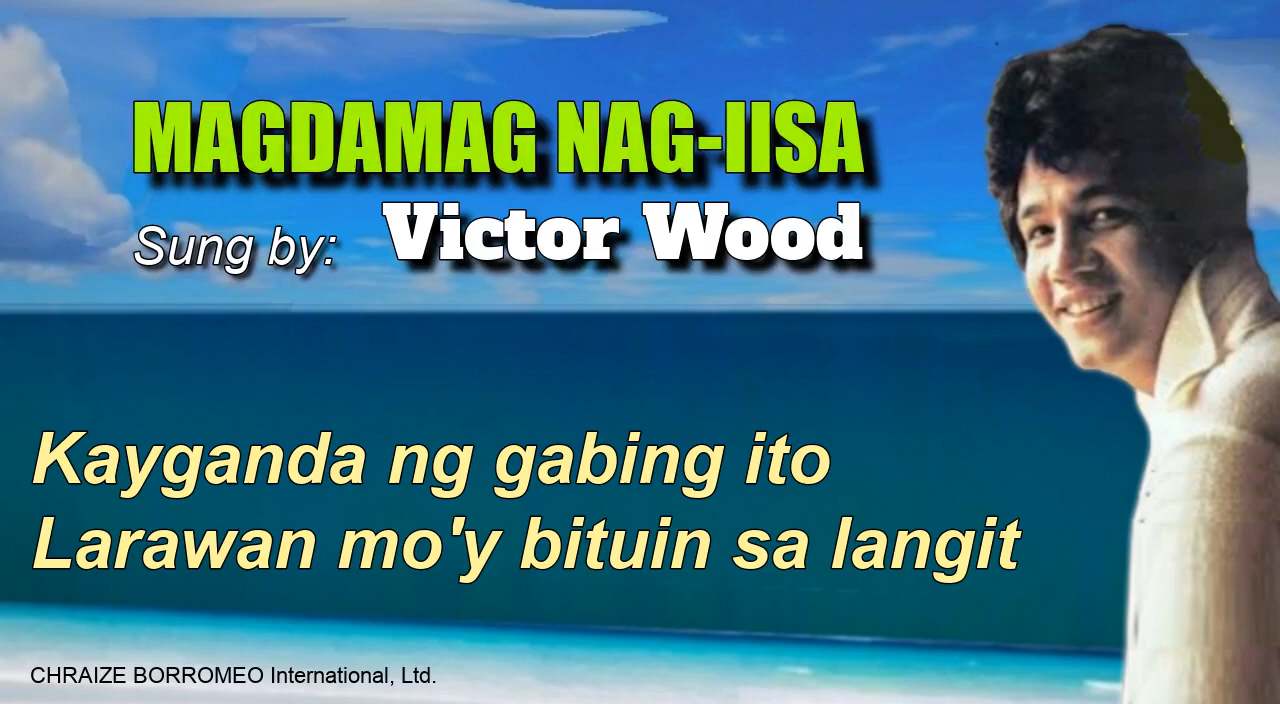 MAGDAMAG NAG-IISA
Sung by: Victor Wood
Kayganda ng gabing ito
Larawan mo'y bituin sa langit
CHRAIZE BORROMEO International, Ltd.